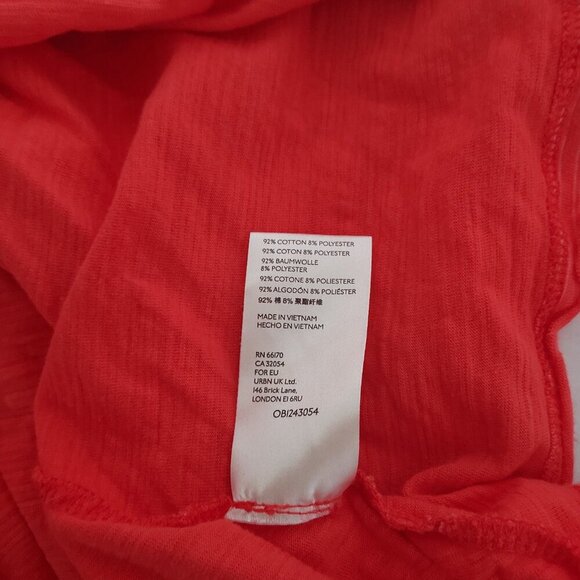 92% COTTON 8% POLYESTER
92% COTON 8% POLYESTER
92% BAUMWOLLE
8% POLYESTER
92% COTONE 8% POLIESTERE
92% ALGODÓN 8% POLIÉSTER
92% 棉 8% 聚酯纤维
MADE IN VIETNAM
HECHO EN VIETNAM
RN 66170
CA 32054
FOR EU
URBN UK Ltd.
146 Brick Lane,
LONDON E1 6RU
OB1243054